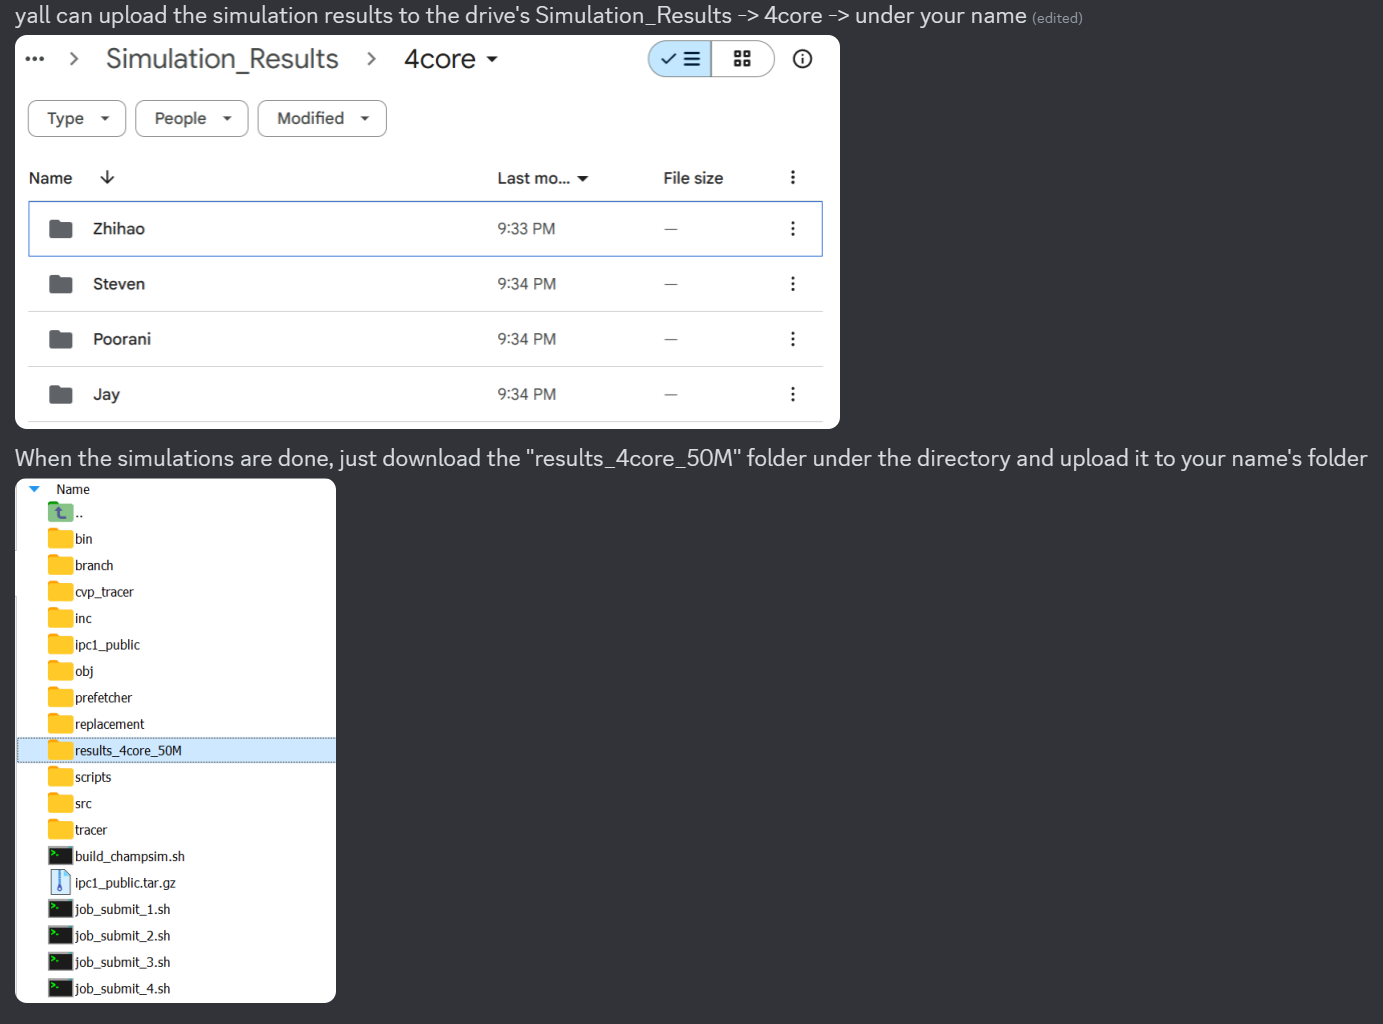 yall can upload the simulation results to the drive's Simulation_Results -> 4core -> under your name (edited)
... > Simulation_Results > 4core
Type People Modified
Name Last mo... File size
Zhihao 9:33 PM —
Steven 9:34 PM —
Poorani 9:34 PM —
Jay 9:34 PM —
When the simulations are done, just download the "results_4core_50M" folder under the directory and upload it to your name's folder
Name
..
bin
branch
cvp_tracer
inc
ipc1_public
obj
prefetcher
replacement
results_4core_50M
scripts
src
tracer
build_champsim.sh
ipc1_public.tar.gz
job_submit_1.sh
job_submit_2.sh
job_submit_3.sh
job_submit_4.sh